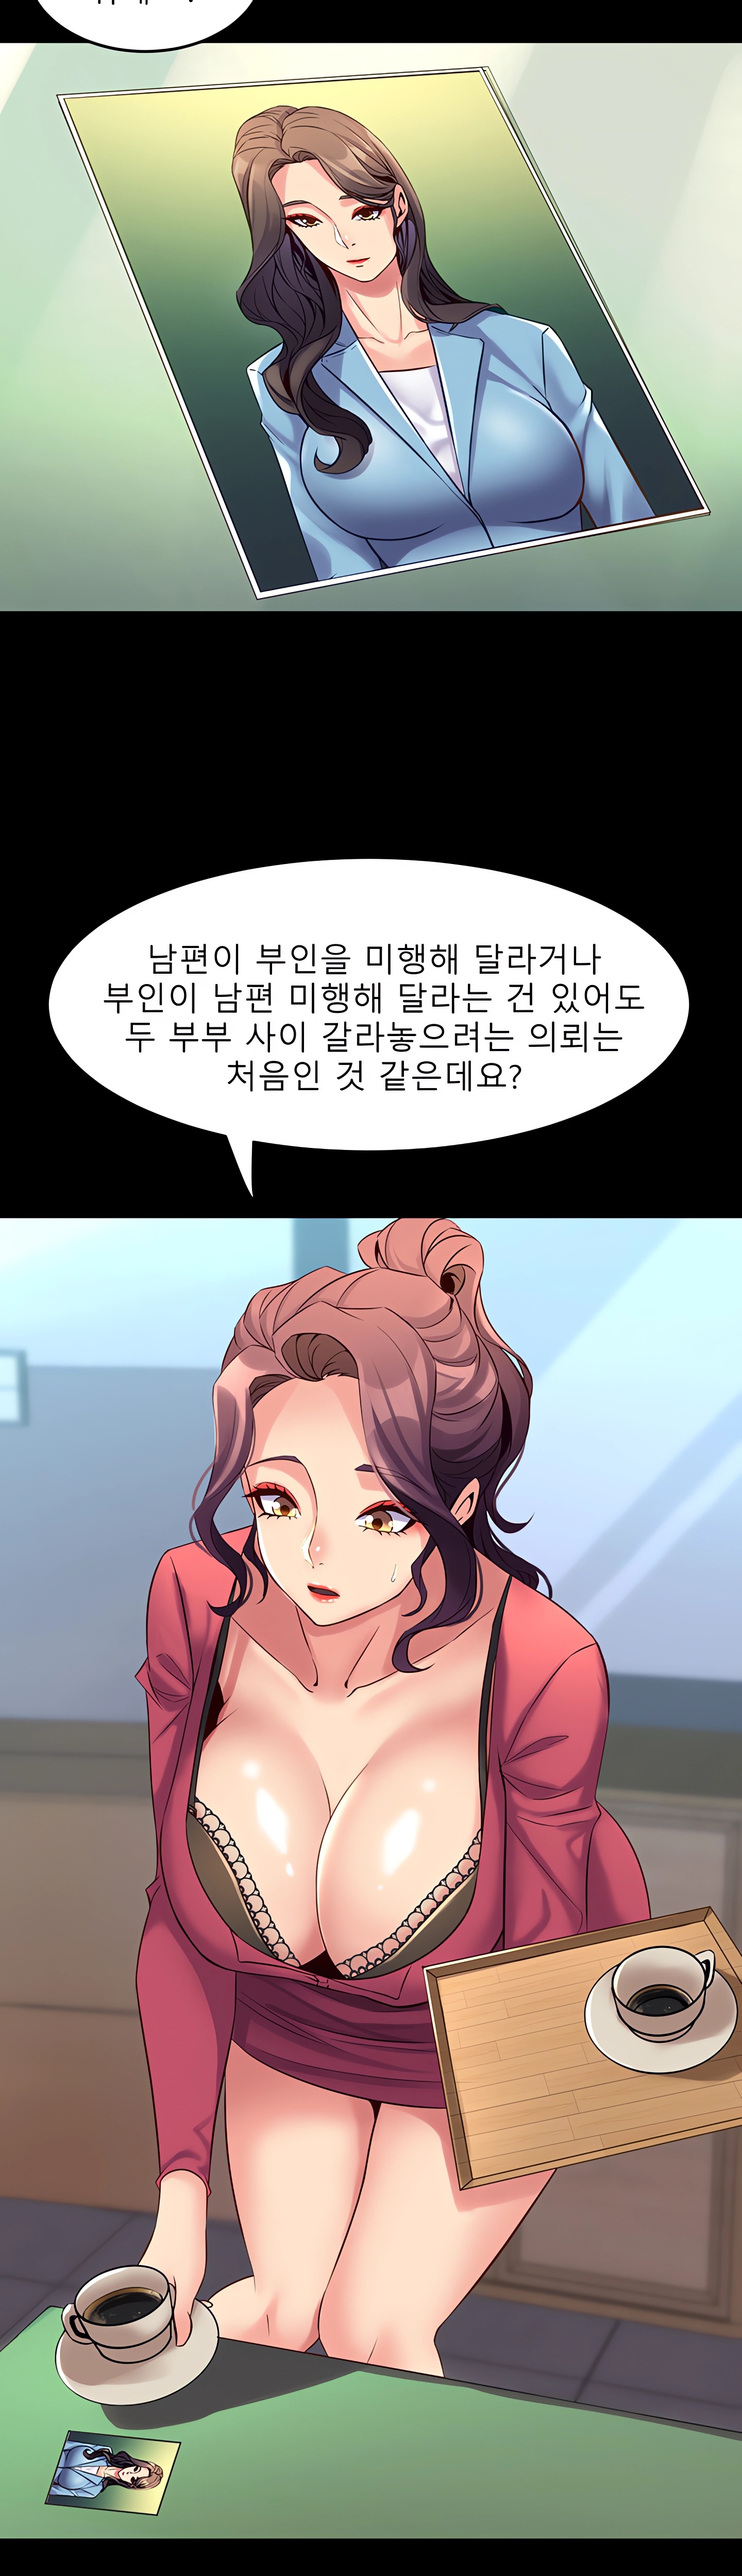 남편이 부인을 미행해 달라거나
부인이 남편 미행해 달라는 건 있어도
두 부부 사이 갈라놓으려는 의뢰는
처음인 것 같은데요?